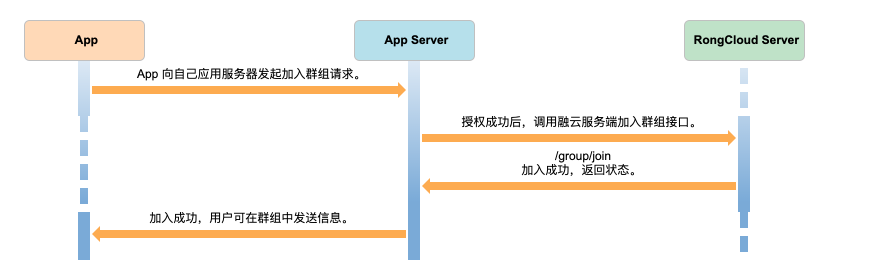 App
App Server
RongCloud Server
App 向自己应用服务器发起加入群组请求。
授权成功后，调用融云服务端加入群组接口。
/group/join
加入成功，返回状态。
加入成功，用户可在群组中发送信息。